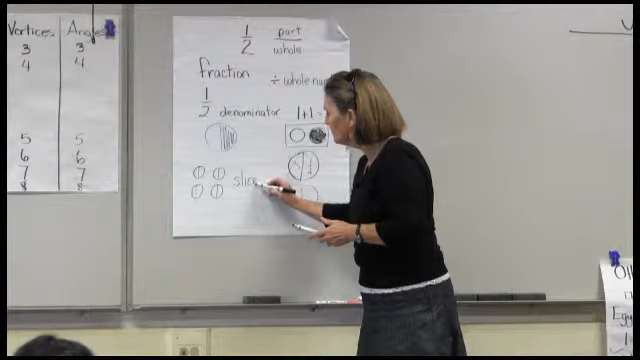 Vertices Angles
3 3
4 4
5 5
6 6
7 7
8 8
1/2 part
whole
fraction ÷ whole
1/2 denominator 1+1
slice